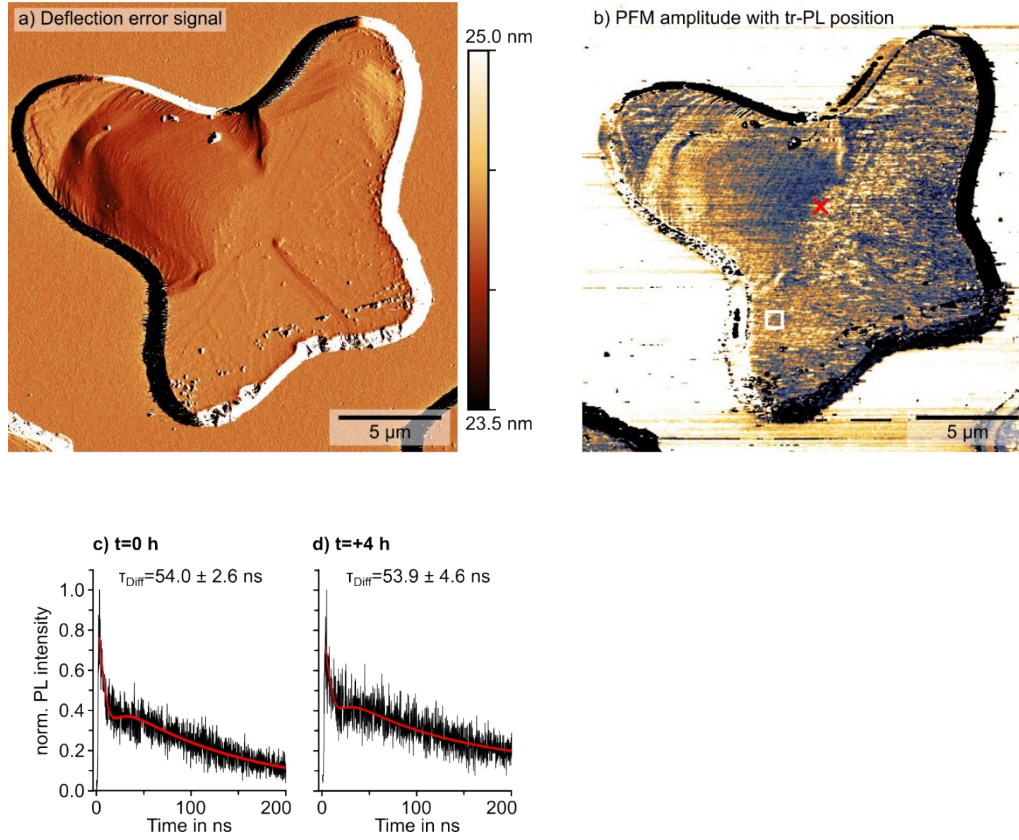 a) Deflection error signal
25.0 nm
23.5 nm
5 µm
b) PFM amplitude with tr-PL position
5 µm
c) t=0 h
τDiff=54.0 ± 2.6 ns
norm. PL intensity
1.0
0.8
0.6
0.4
0.2
0.0
0
100
200
Time in ns
d) t=+4 h
τDiff=53.9 ± 4.6 ns
0
100
200
Time in ns